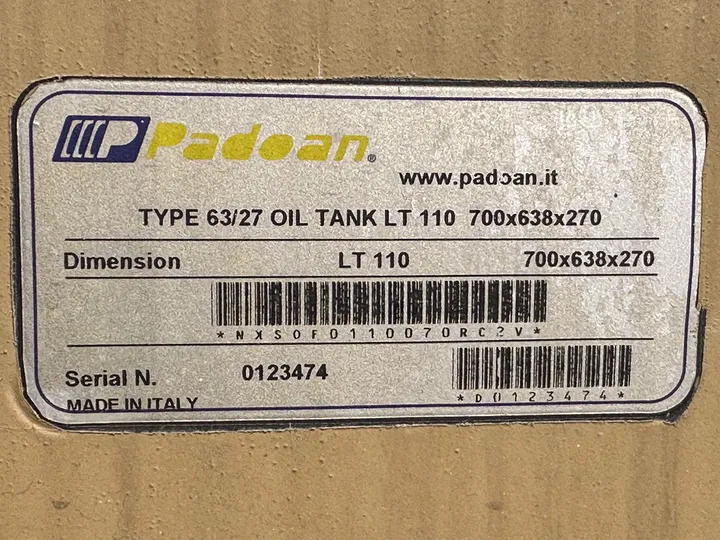 Padoan®
www.padoan.it
TYPE 63/27 OIL TANK LT 110 700x638x270
Dimension LT 110 700x638x270
Serial N. 0123474
*D0123474*
MADE IN ITALY